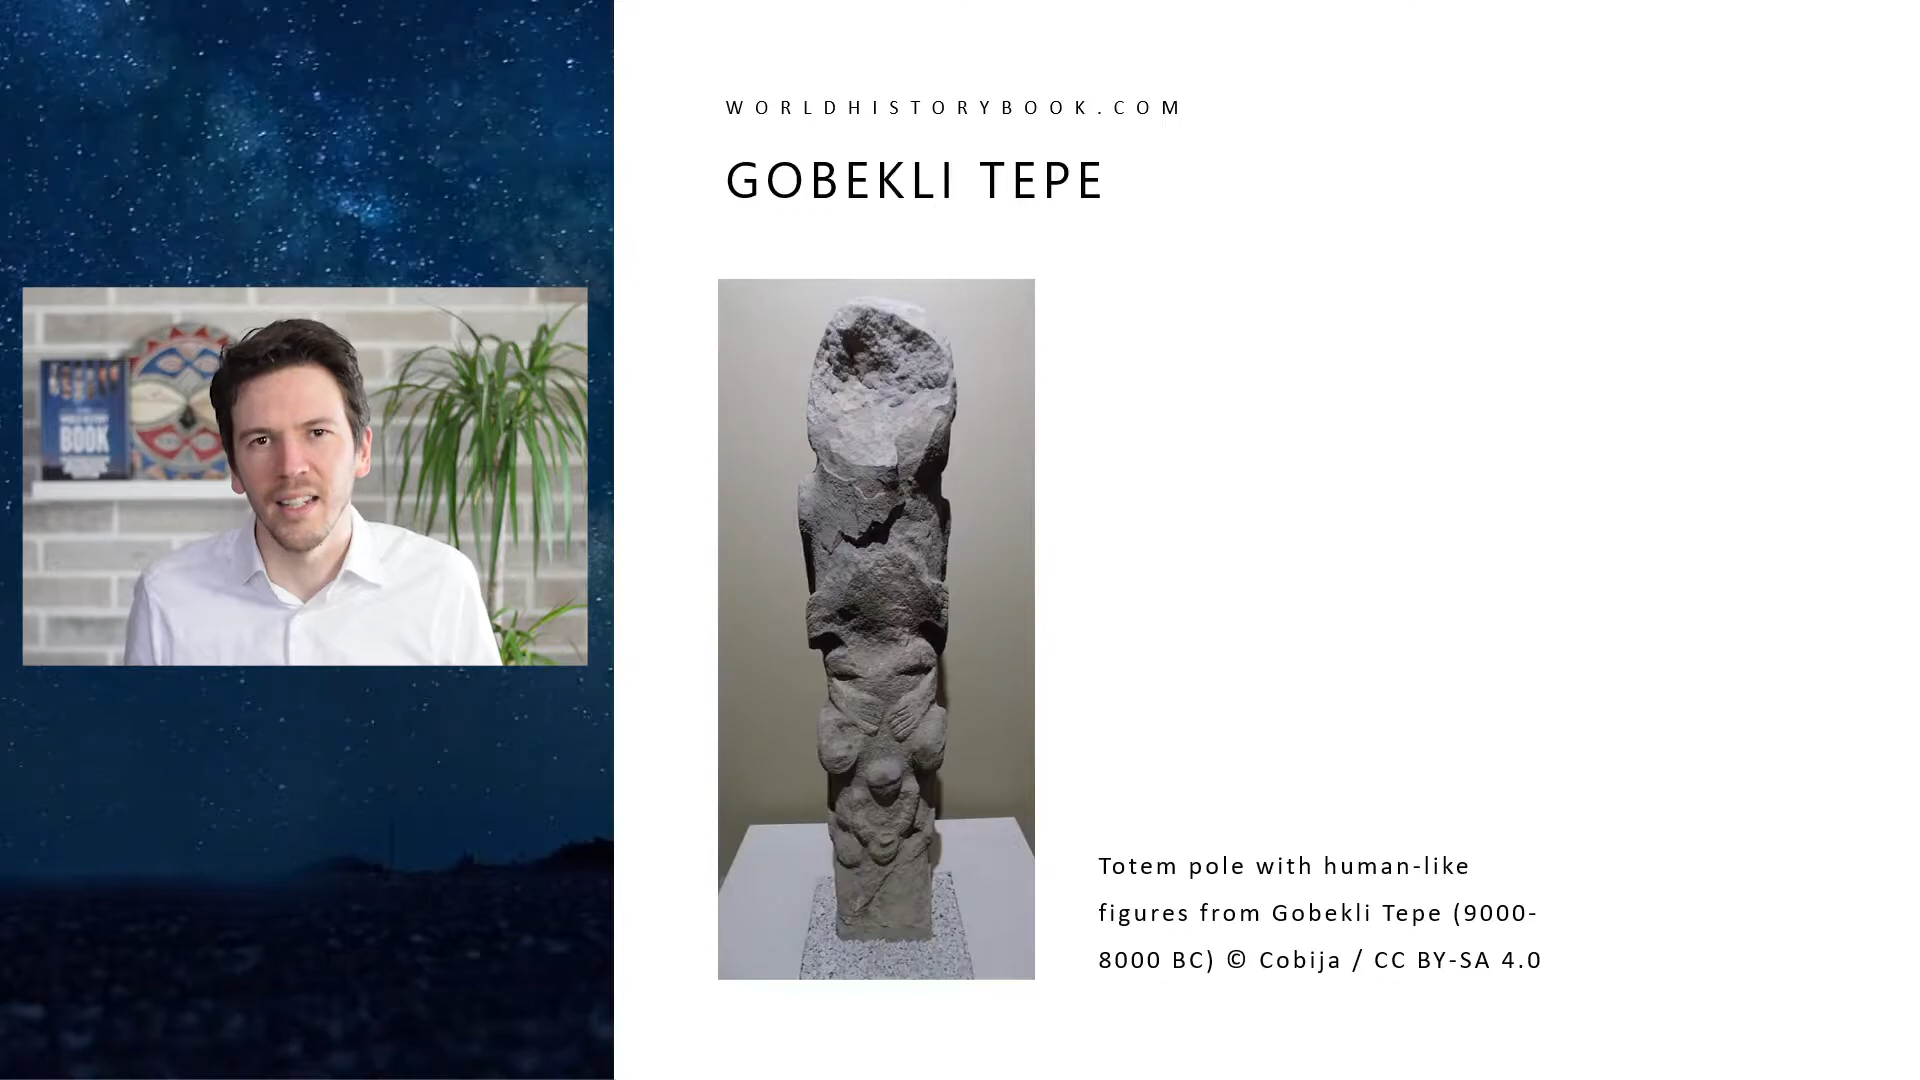 WORLDHISTORYBOOK.COM
GOBEKLI TEPE
BOOK
Totem pole with human-like
figures from Gobekli Tepe (9000-
8000 BC) © Cobija / CC BY-SA 4.0